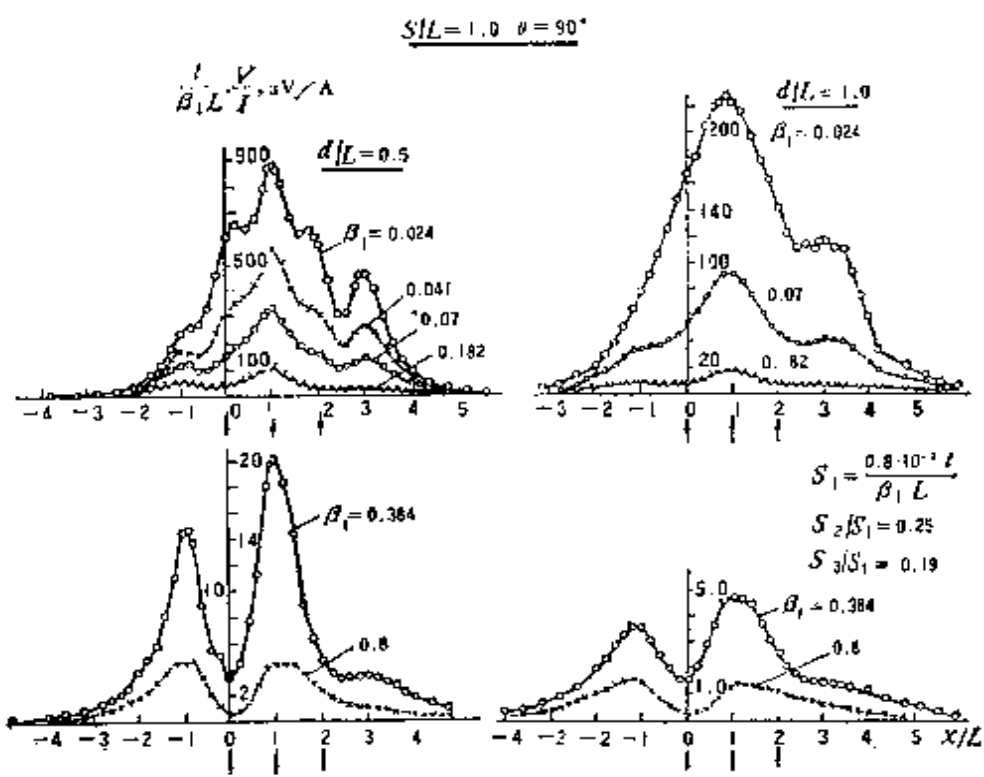 S/L = 1.0 θ = 90°
d/L = 0.5
900
500
100
β₁ = 0.024
0.041
0.07
0.182
-4 -3 -2 -1 0 1 2 3 4 5
d/L = 1.0
β₁ = 0.024
200
140
100
20
0.07
0.82
-3 -2 -1 0 1 2 3 4 5
20
14
10
2
β₁ = 0.384
0.8
-4 -3 -2 -1 0 1 2 3 4
S₁ = 0.8·10⁻³ l / β₁ L
S₂/S₁ = 0.25
S₃/S₁ = 0.19
5.0
1.0
β₁ = 0.384
0.8
-4 -3 -2 -1 0 1 2 3 4 5 X/L